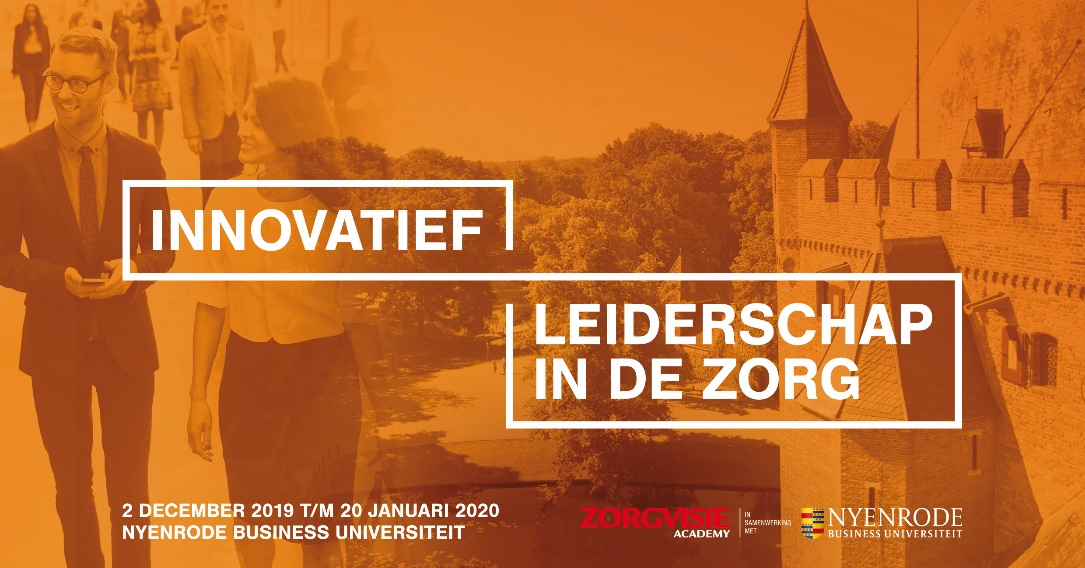 INNOVATIEF
LEIDERSCHAP
IN DE ZORG
2 DECEMBER 2019 T/M 20 JANUARI 2020
NYENRODE BUSINESS UNIVERSITEIT
ZORGVISIE
ACADEMY
IN
SAMENWERKING
MET
NYENRODE
BUSINESS UNIVERSITEIT